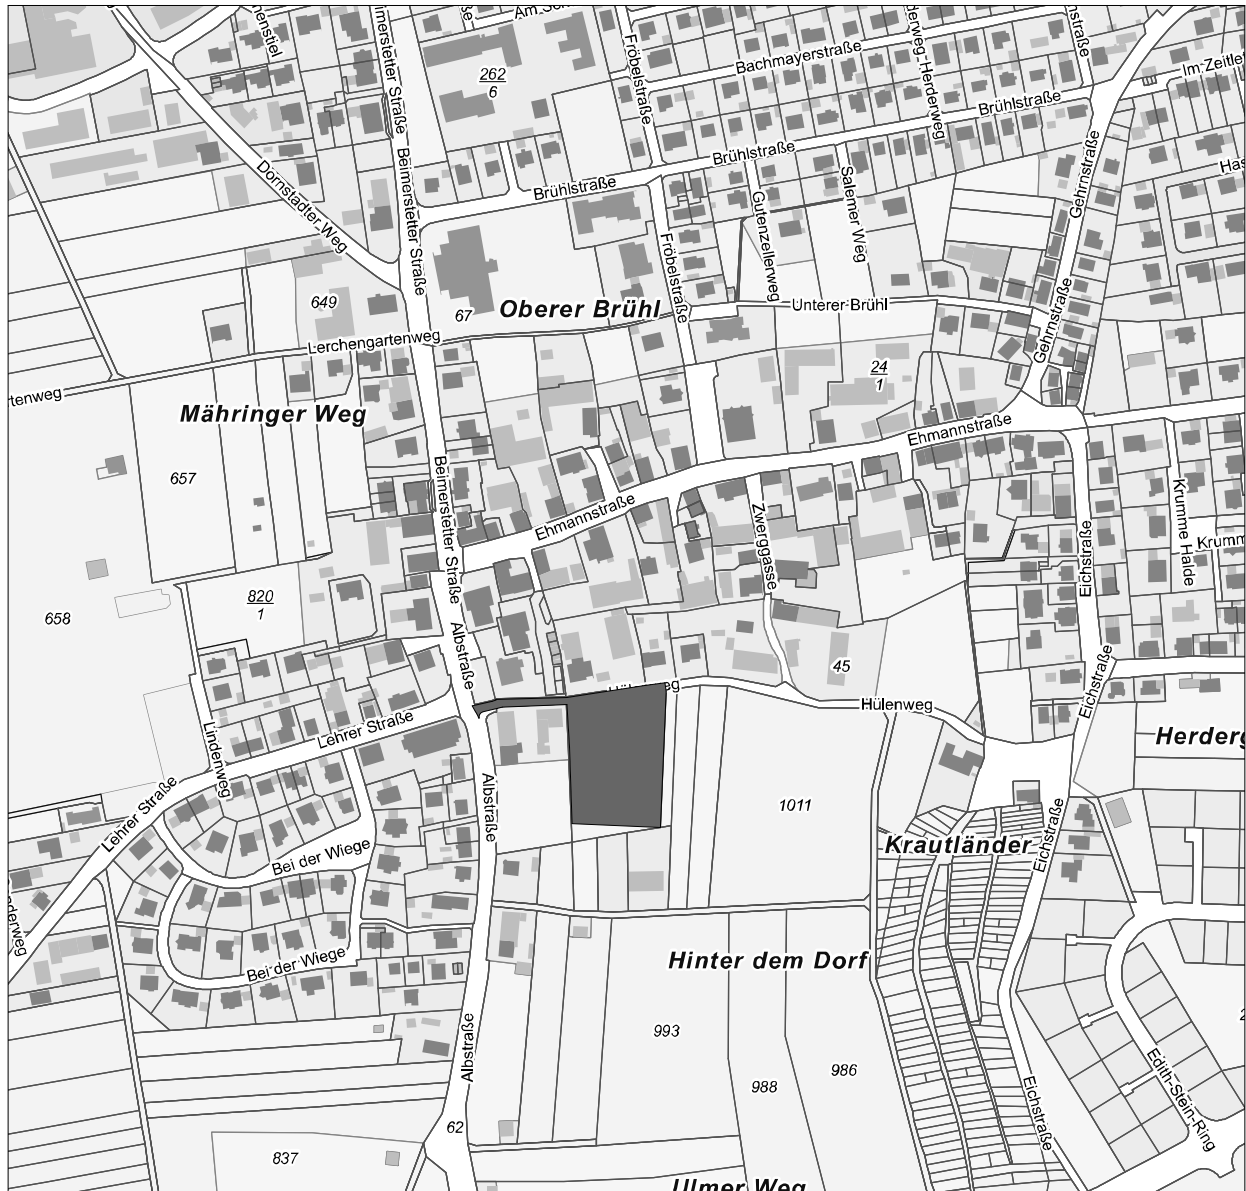 Beimerstetter Straße
Fröbelstraße
262
6
Bachmayerstraße
Brühlstraße
Im Zeitle
Brühlstraße
Brühlstraße
Dornstadter Weg
Beimerstetter Straße
Gutenzellerweg
Salemer Weg
Gehrnstraße
Fröbelstraße
649
67
Oberer Brühl
Unterer Brühl
Lerchengartenweg
Gehrnstraße
24
1
Mähringer Weg
Ehmannstraße
657
Beimerstetter Straße
Ehmannstraße
Zwerggasse
Eichstraße
Krumme Halde
Krumm
658
820
1
Albstraße
45
Eichstraße
Hülenweg
Lindenweg
Lehrer Straße
Herder
Lehrer Straße
Albstraße
1011
Krautländer
Eichstraße
Bei der Wiege
Bei der Wiege
Hinter dem Dorf
993
988
986
Albstraße
Eichstraße
Edith-Stein-Ring
62
837
Ulmer Weg